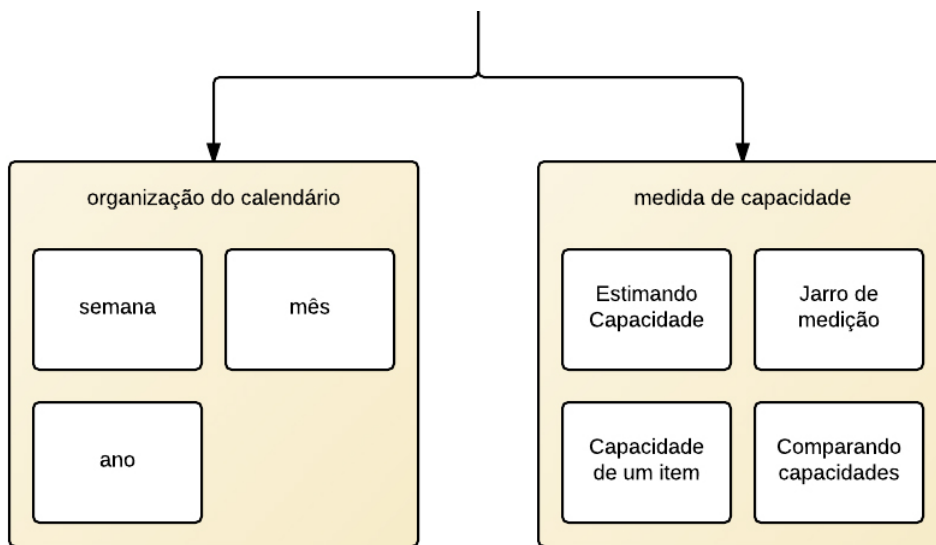 organização do calendário
semana
mês
ano
medida de capacidade
Estimando
Capacidade
Jarro de
medição
Capacidade
de um item
Comparando
capacidades